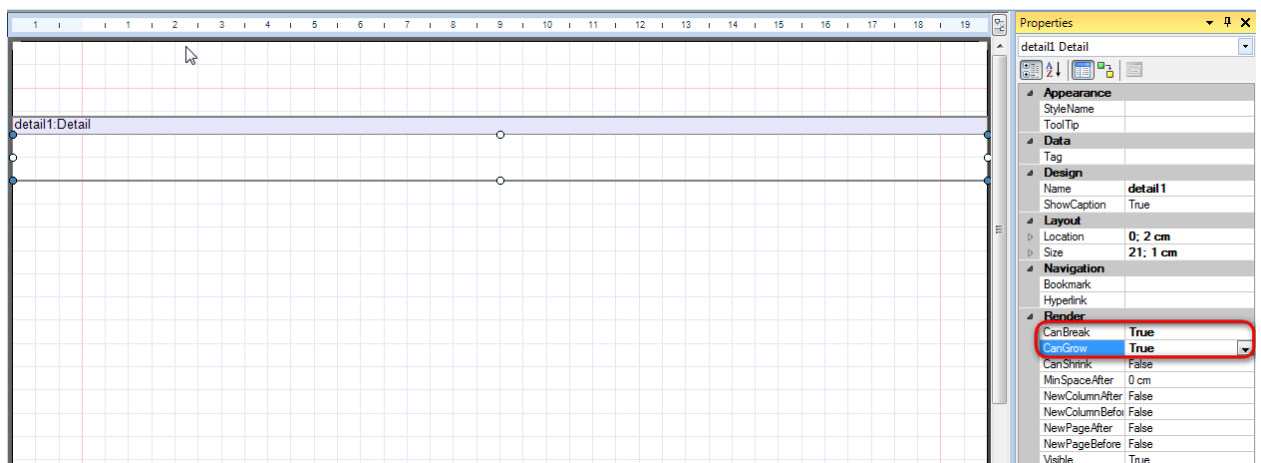 1 1 2 3 4 5 6 7 8 9 10 11 12 13 14 15 16 17 18 19
Properties
detail1 Detail
detail1:Detail
Appearance
StyleName
ToolTip
Data
Tag
Design
Name detail1
ShowCaption True
Layout
Location 0; 2 cm
Size 21; 1 cm
Navigation
Bookmark
Hyperlink
Render
CanBreak True
CanGrow True
CanShrink False
MinSpaceAfter 0 cm
NewColumnAfter False
NewColumnBefor False
NewPageAfter False
NewPageBefore False
Visible True